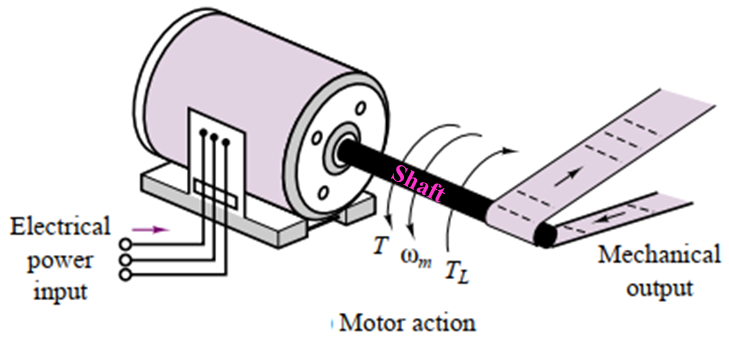 Shaft
Electrical
power
input
T ωm TL
Mechanical
output
) Motor action